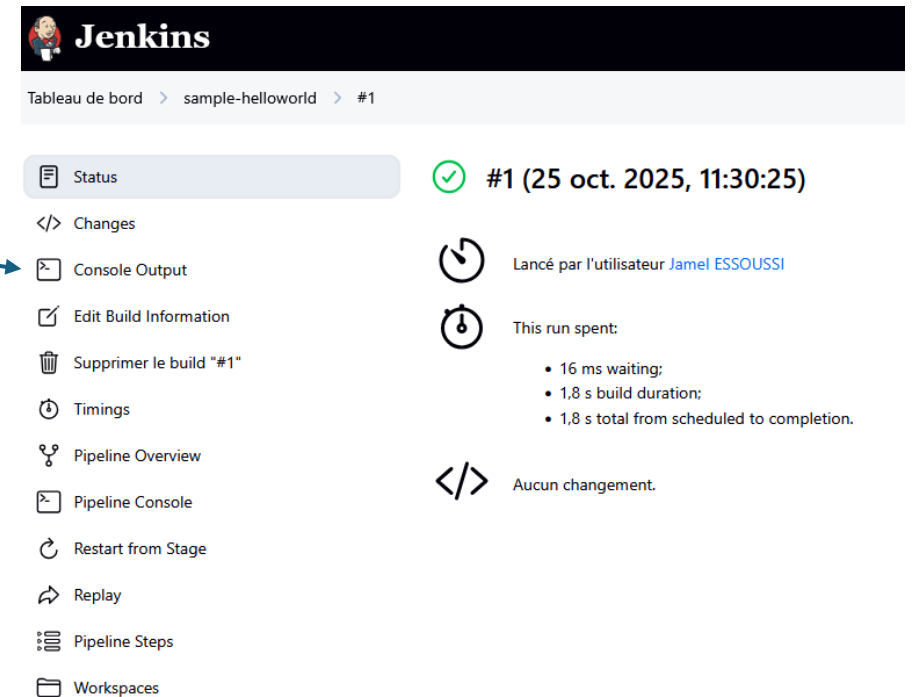 Jenkins
Tableau de bord > sample-helloworld > #1
Status
Changes
Console Output
Edit Build Information
Supprimer le build "#1"
Timings
Pipeline Overview
Pipeline Console
Restart from Stage
Replay
Pipeline Steps
Workspaces
#1 (25 oct. 2025, 11:30:25)
Lancé par l'utilisateur Jamel ESSOUSSI
This run spent:
• 16 ms waiting;
• 1,8 s build duration;
• 1,8 s total from scheduled to completion.
Aucun changement.